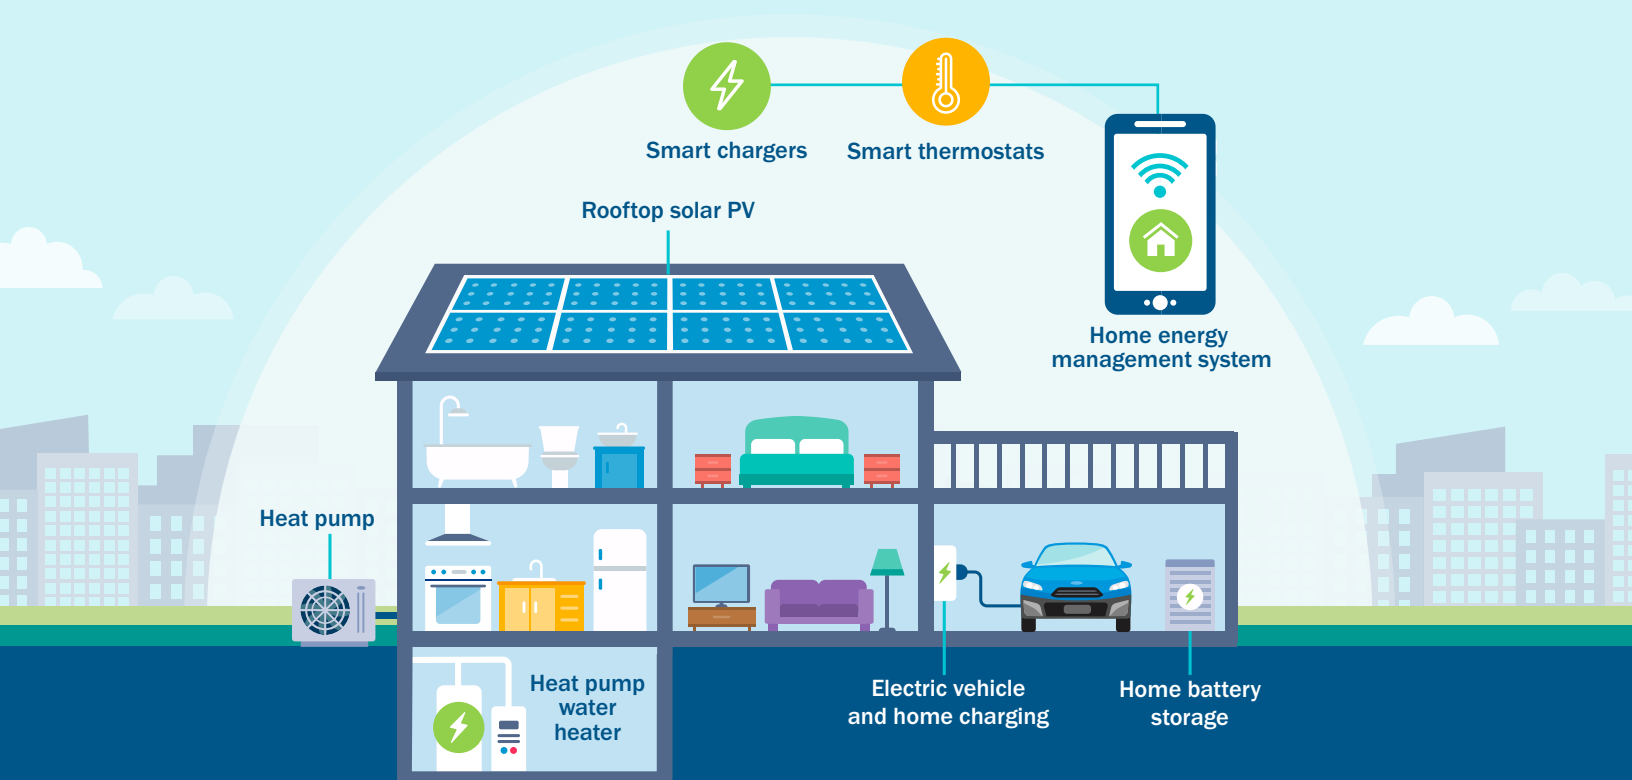 Smart chargers
Smart thermostats
Rooftop solar PV
Home energy
management system
Heat pump
Heat pump
water
heater
Electric vehicle
and home charging
Home battery
storage